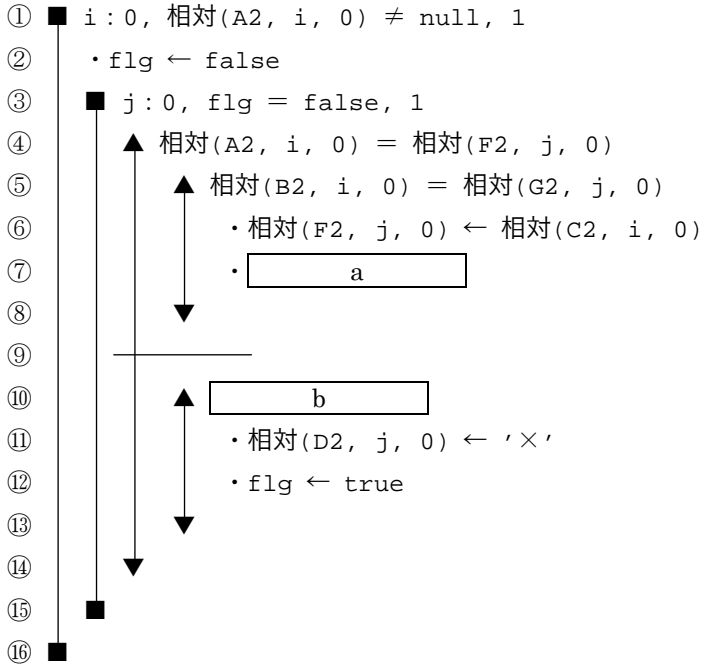 ① ■ i:0, 相対(A2, i, 0) ≠ null, 1
② ・flg ← false
③ ■ j:0, flg = false, 1
④ ▲ 相対(A2, i, 0) = 相対(F2, j, 0)
⑤ ▲ 相対(B2, i, 0) = 相対(G2, j, 0)
⑥ ・相対(F2, j, 0) ← 相対(C2, i, 0)
⑦ ・ a
⑧ ▼
⑨
⑩ ▲ b
⑪ ・相対(D2, j, 0) ← '×'
⑫ ・flg ← true
⑬ ▼
⑭ ▼
⑮ ■
⑯ ■